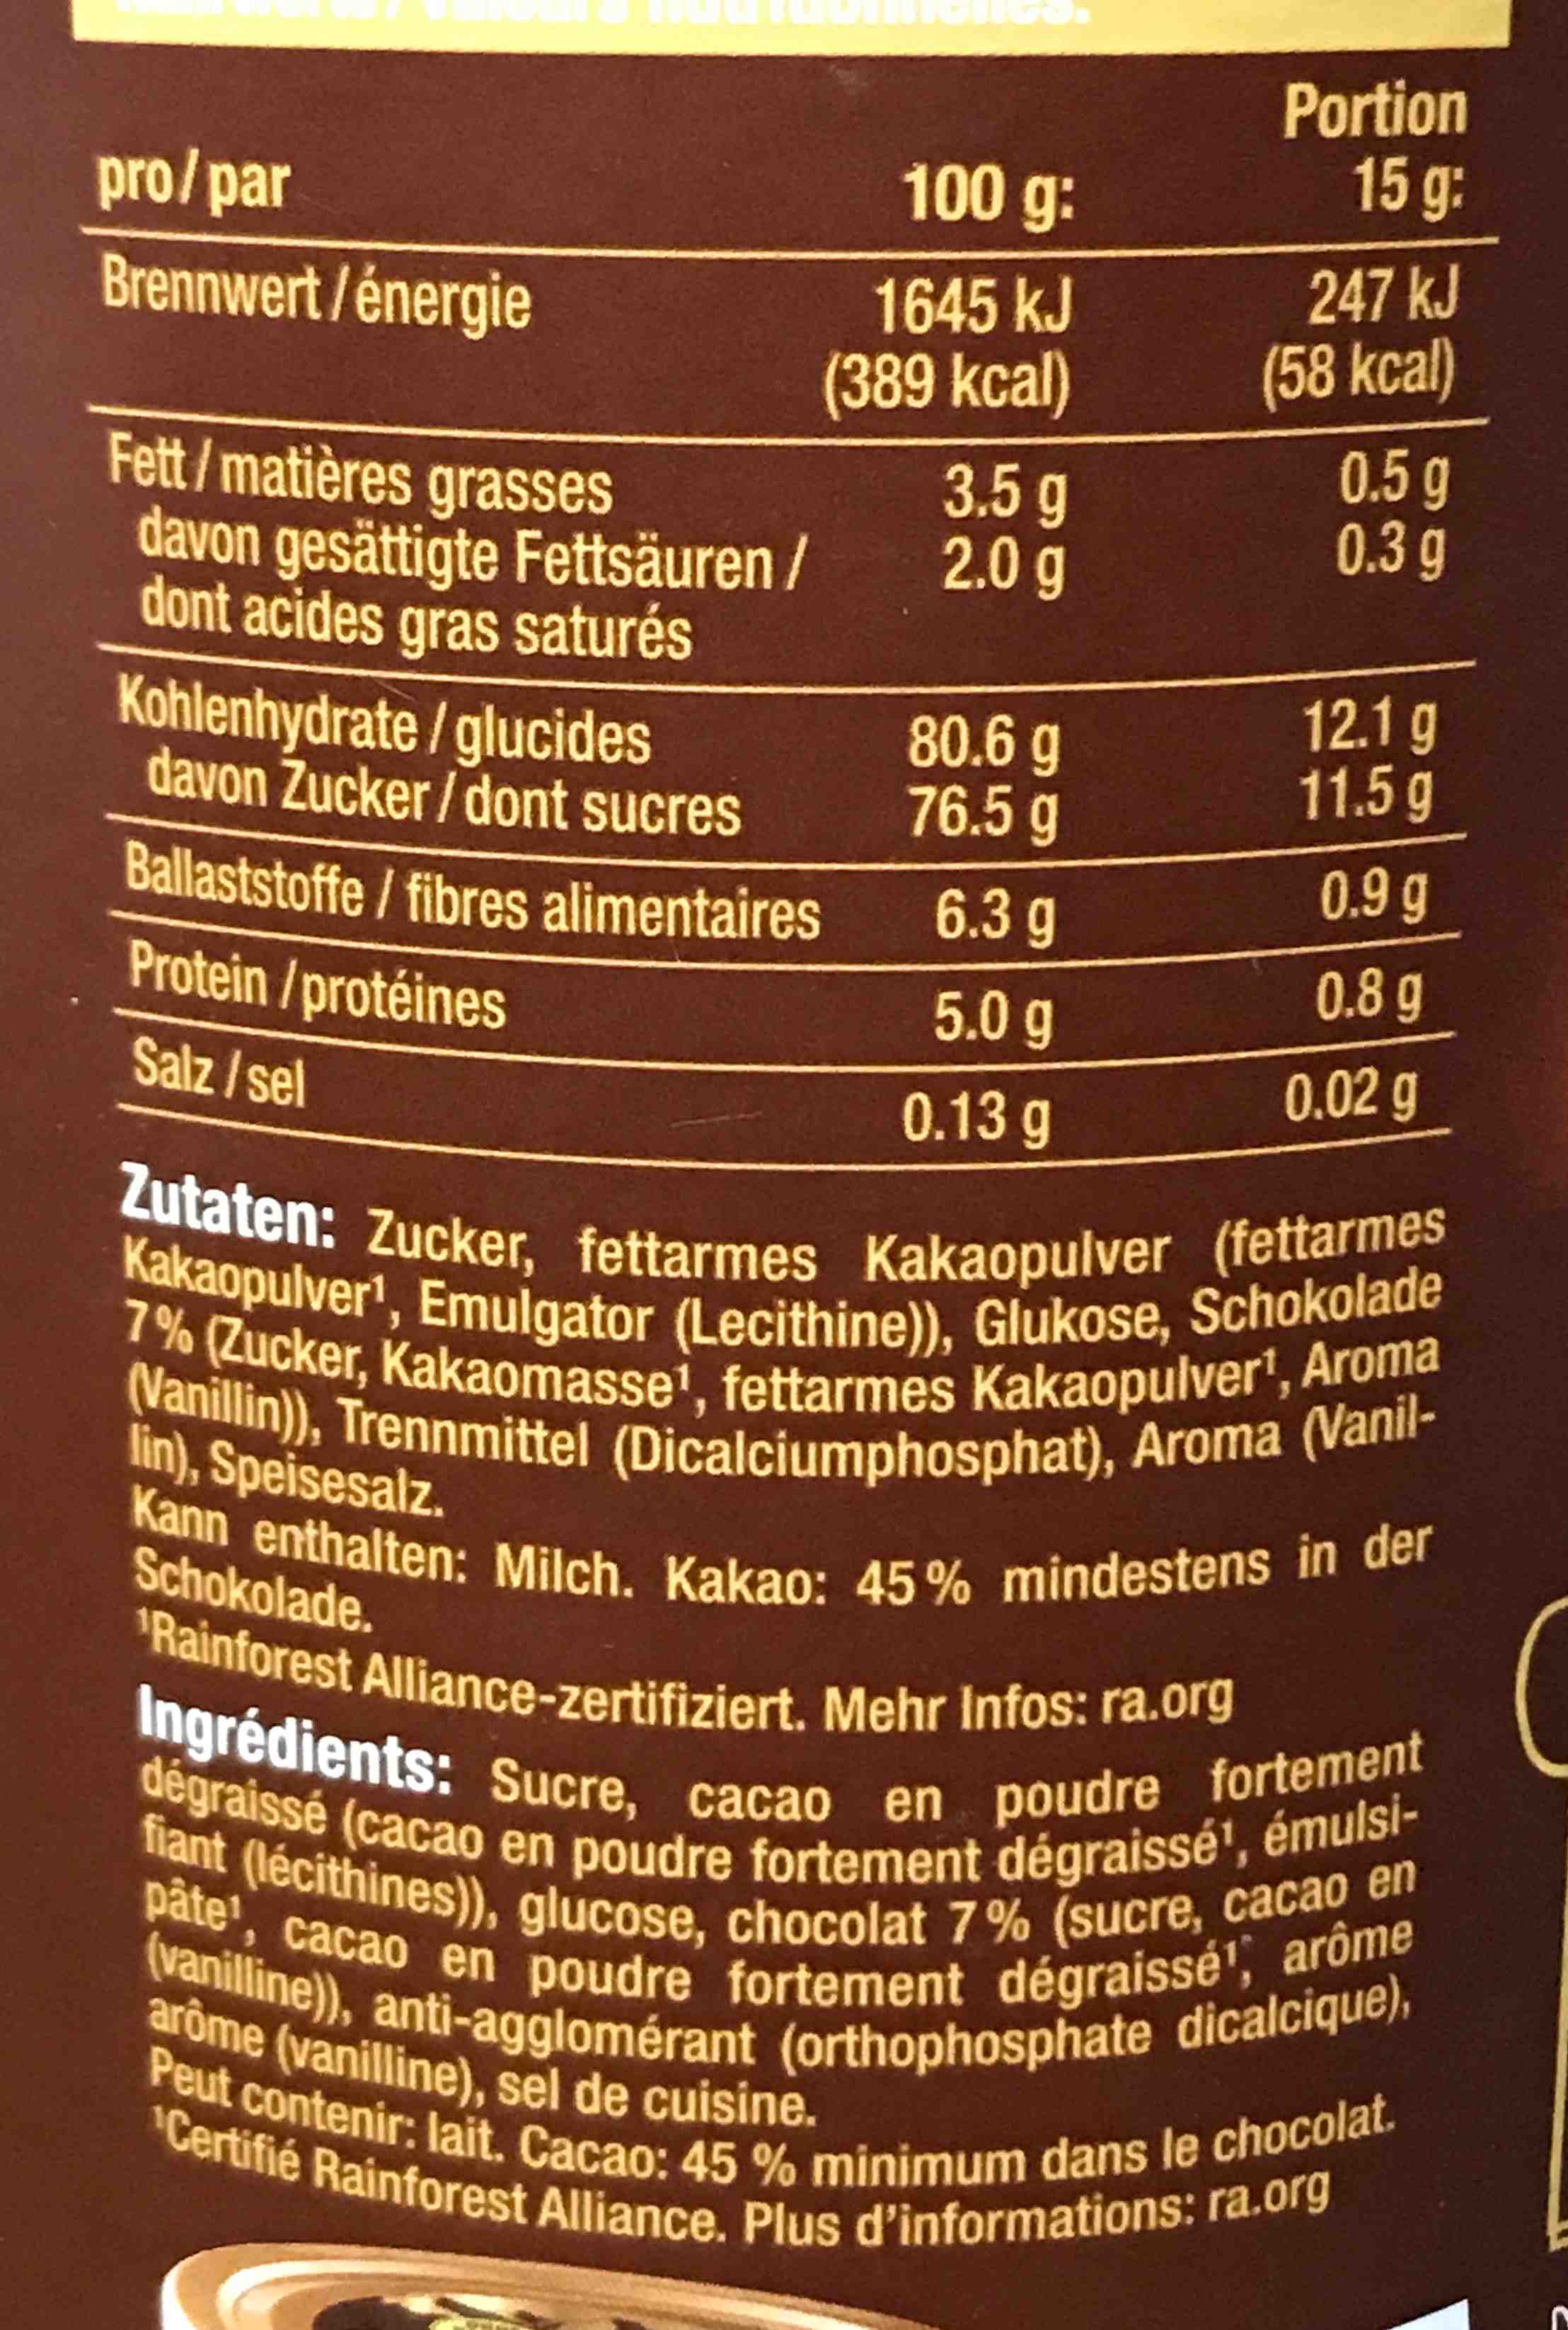 valeurs nutritionnelles:
Portion
pro/par 100 g: 15 g:
Brennwert/énergie 1645 kJ 247 kJ
(389 kcal) (58 kcal)
Fett/matières grasses 3.5 g 0.5 g
davon gesättigte Fettsäuren/ 2.0 g 0.3 g
dont acides gras saturés
Kohlenhydrate/glucides 80.6 g 12.1 g
davon Zucker/dont sucres 76.5 g 11.5 g
Ballaststoffe / fibres alimentaires 6.3 g 0.9 g
Protein/protéines 5.0 g 0.8 g
Salz/sel 0.13 g 0.02 g
Zutaten: Zucker, fettarmes Kakaopulver (fettarmes
Kakaopulver¹, Emulgator (Lecithine)), Glukose, Schokolade
7% (Zucker, Kakaomasse¹, fettarmes Kakaopulver¹, Aroma
(Vanillin)), Trennmittel (Dicalciumphosphat), Aroma (Vanil-
lin), Speisesalz.
Kann enthalten: Milch. Kakao: 45% mindestens in der
Schokolade.
¹Rainforest Alliance-zertifiziert. Mehr Infos: ra.org
Ingrédients: Sucre, cacao en poudre fortement
dégraissé (cacao en poudre fortement dégraissé¹, émulsi-
fiant (lécithines)), glucose, chocolat 7% (sucre, cacao en
pâte¹, cacao en poudre fortement dégraissé¹, arôme
(vanilline)), anti-agglomérant (orthophosphate dicalcique),
arôme (vanilline), sel de cuisine.
Peut contenir: lait. Cacao: 45 % minimum dans le chocolat.
¹Certifié Rainforest Alliance. Plus d'informations: ra.org